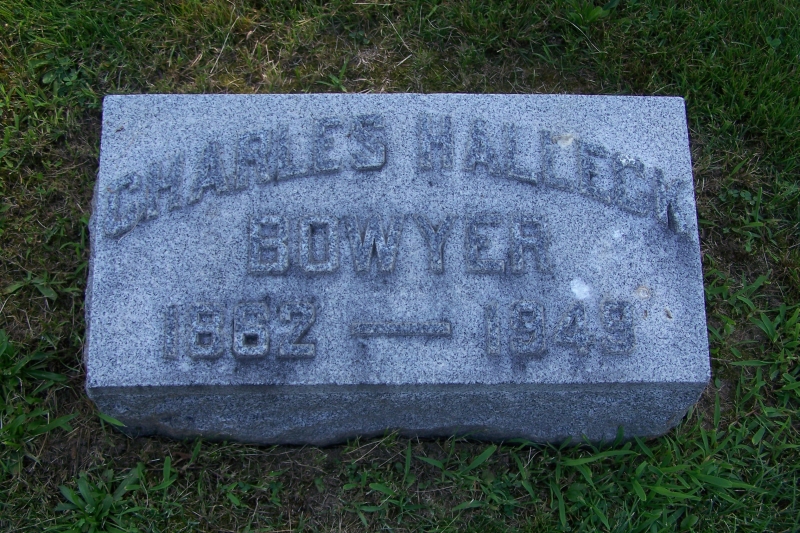 CHARLES HALLECK
BOWYER
1862 — 1949